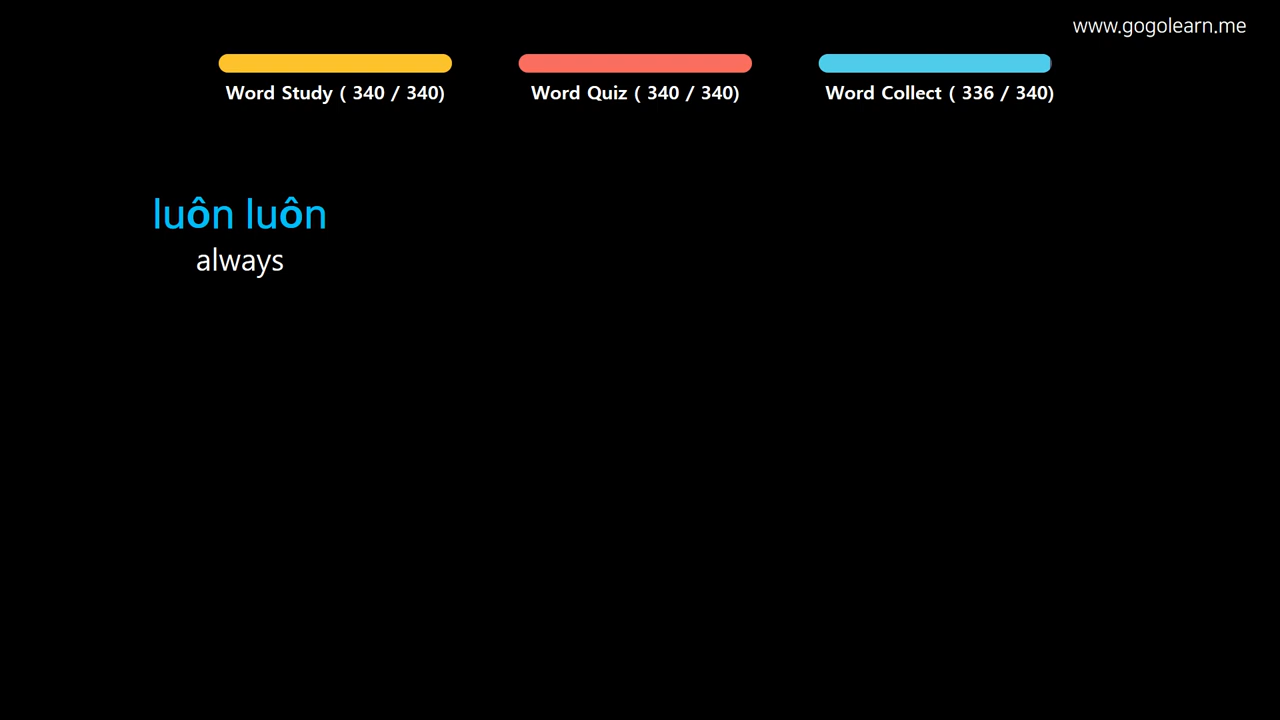 www.gogolearn.me
Word Study ( 340 / 340)
Word Quiz ( 340 / 340)
Word Collect ( 336 / 340)
luôn luôn
always